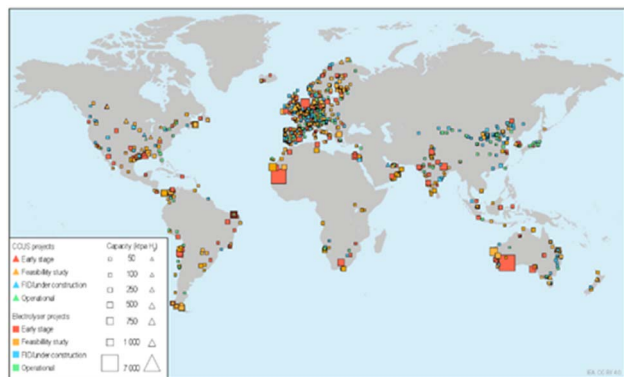 CCUS projects
Early stage
Feasibility study
FID/under construction
Operational
Electrolyser projects
Early stage
Feasibility study
FID/under construction
Operational
Capacity (ktpa H₂)
50
100
250
500
750
1 000
7 000